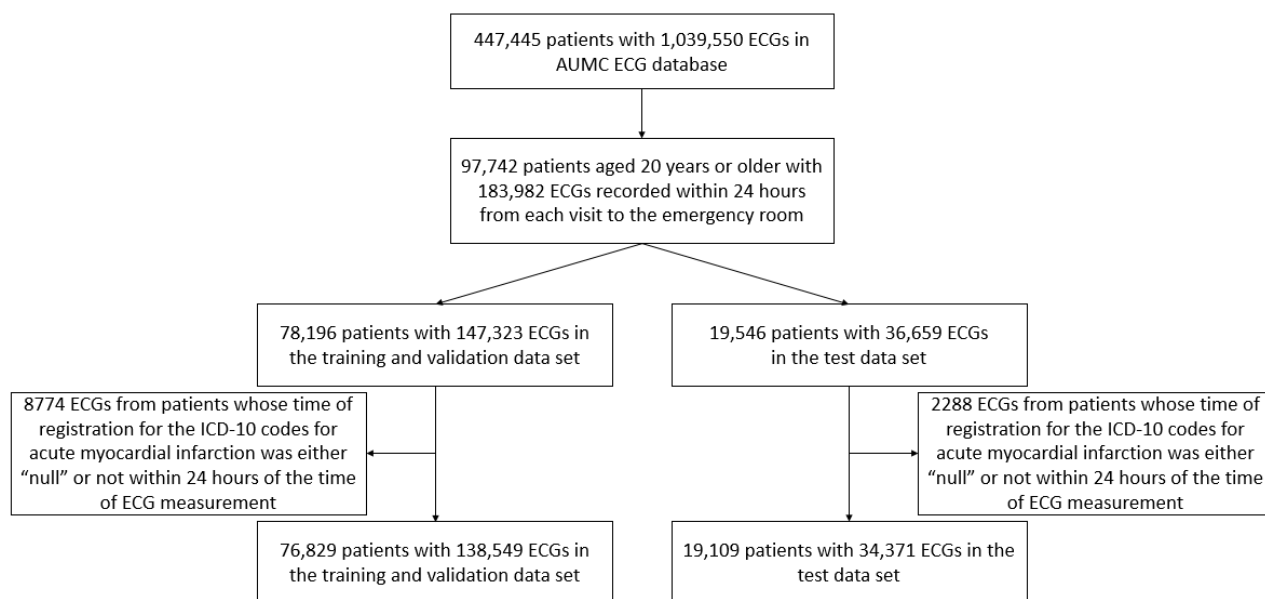 447,445 patients with 1,039,550 ECGs in
AUMC ECG database
97,742 patients aged 20 years or older with
183,982 ECGs recorded within 24 hours
from each visit to the emergency room
78,196 patients with 147,323 ECGs in
the training and validation data set
19,546 patients with 36,659 ECGs
in the test data set
8774 ECGs from patients whose time of
registration for the ICD-10 codes for
acute myocardial infarction was either
“null” or not within 24 hours of the time
of ECG measurement
2288 ECGs from patients whose time of
registration for the ICD-10 codes for
acute myocardial infarction was either
“null” or not within 24 hours of the time
of ECG measurement
76,829 patients with 138,549 ECGs in
the training and validation data set
19,109 patients with 34,371 ECGs in the
test data set